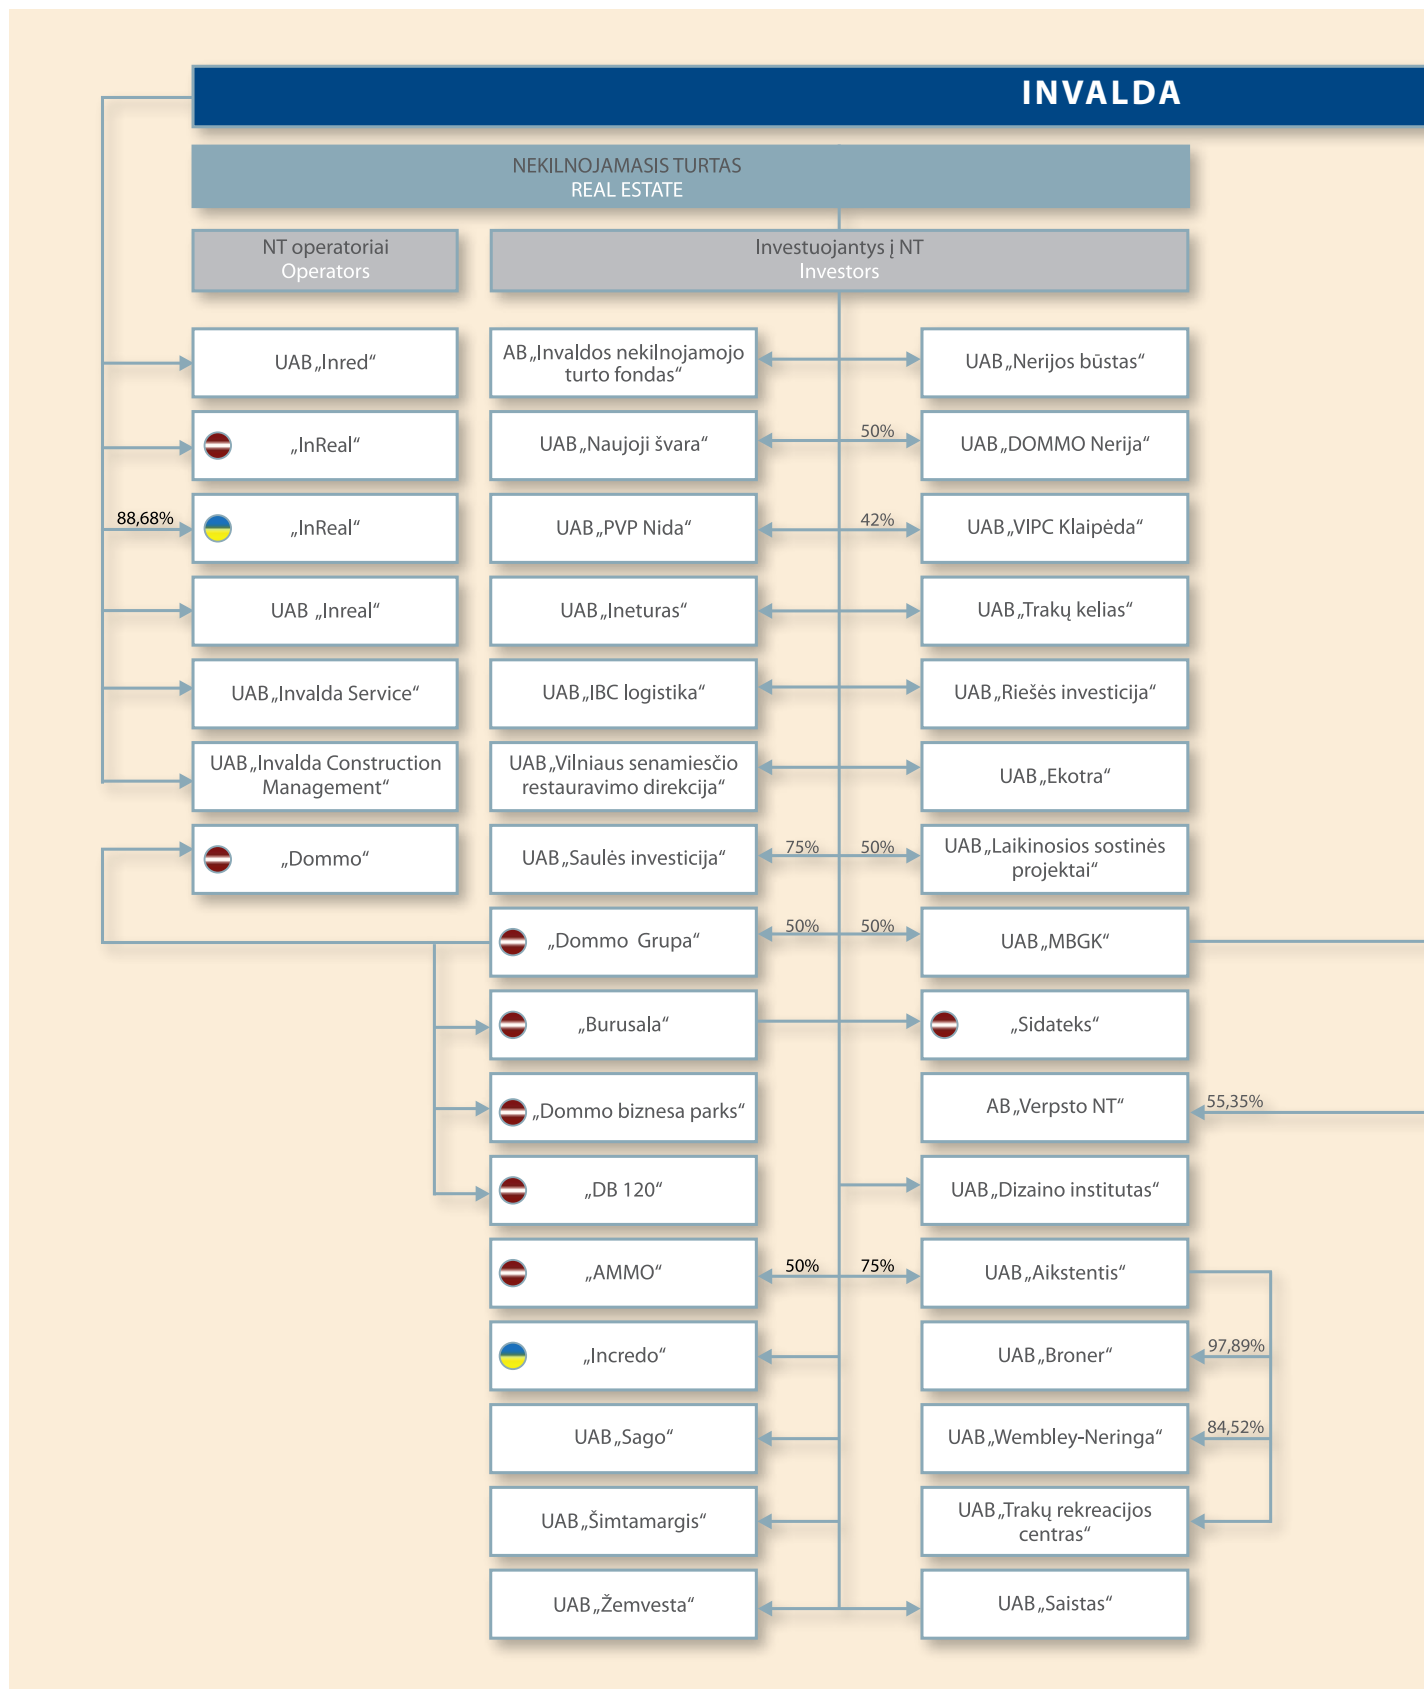 INVALDA
NEKILNOJAMASIS TURTAS
REAL ESTATE
NT operatoriai
Operators
Investuojantys į NT
Investors
UAB „Inred“
AB „Invaldos nekilnojamojo
turto fondas“
UAB „Nerijos būstas“
„InReal“
UAB „Naujoji švara“
50%
UAB „DOMMO Nerija“
88,68%
„InReal“
UAB „PVP Nida“
42%
UAB „VIPC Klaipėda“
UAB „Inreal“
UAB „Ineturas“
UAB „Trakų kelias“
UAB „Invalda Service“
UAB „IBC logistika“
UAB „Riešės investicija“
UAB „Invalda Construction
Management“
UAB „Vilniaus senamiesčio
restauravimo direkcija“
UAB „Ekotra“
„Dommo“
UAB „Saulės investicija“
75%
50%
UAB „Laikinosios sostinės
projektai“
„Dommo Grupa“
50%
50%
UAB „MBGK“
„Burusala“
„Sidateks“
„Dommo biznesa parks“
AB „Verpsto NT“
55,35%
„DB 120“
UAB „Dizaino institutas“
„AMMO“
50%
75%
UAB „Aikstentis“
„Incredo“
UAB „Broner“
97,89%
UAB „Sago“
UAB „Wembley-Neringa“
84,52%
UAB „Šimtamargis“
UAB „Trakų rekreacijos
centras“
UAB „Žemvesta“
UAB „Saistas“